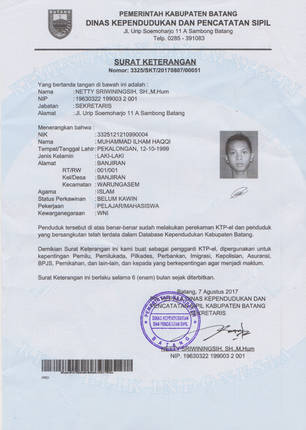 PEMERINTAH KABUPATEN BATANG
DINAS KEPENDUDUKAN DAN PENCATATAN SIPIL
Jl. Urip Soemoharjo 11 A Sambong Batang
Telp. 0285 - 391083
SURAT KETERANGAN
Nomor: 3325/SKT/20170807/00051
Yang bertanda tangan di bawah ini adalah :
Nama : NETTY SRIWININGSIH, SH.,M.Hum
NIP : 19630322 199003 2 001
Jabatan : SEKRETARIS
Alamat : Jl. Urip Soemoharjo 11 A Sambong Batang
Menerangkan bahwa :
NIK : 3325121210990004
Nama : MUHAMMAD ILHAM HAQQI
Tempat/Tanggal Lahir : PEKALONGAN, 12-10-1999
Jenis Kelamin : LAKI-LAKI
Alamat : BANJIRAN
RT/RW : 001/001
Kel/Desa : BANJIRAN
Kecamatan : WARUNGASEM
Agama : ISLAM
Status Perkawinan : BELUM KAWIN
Pekerjaan : PELAJAR/MAHASISWA
Kewarganegaraan : WNI
Penduduk tersebut di atas benar-benar sudah melakukan perekaman KTP-el dan penduduk
yang bersangkutan telah terdata dalam Database Kependudukan Kabupaten Batang.
Demikian Surat Keterangan ini kami buat sebagai pengganti KTP-el, dipergunakan untuk
kepentingan Pemilu, Pemilukada, Pilkades, Perbankan, Imigrasi, Kepolisian, Asuransi,
BPJS, Pernikahan, dan lain-lain, dan kepada yang berkepentingan agar menjadi maklum.
Surat Keterangan ini berlaku selama 6 (enam) bulan sejak diterbitkan.
Batang, 7 Agustus 2017
DINAS KEPENDUDUKAN DAN
PENCATATAN SIPIL KABUPATEN BATANG
SEKRETARIS
DINAS KEPENDUDUKAN
DAN PENCATATAN SIPIL
BATANG
NETTY SRIWININGSIH, SH.,M.Hum
NIP. 19630322 199003 2 001